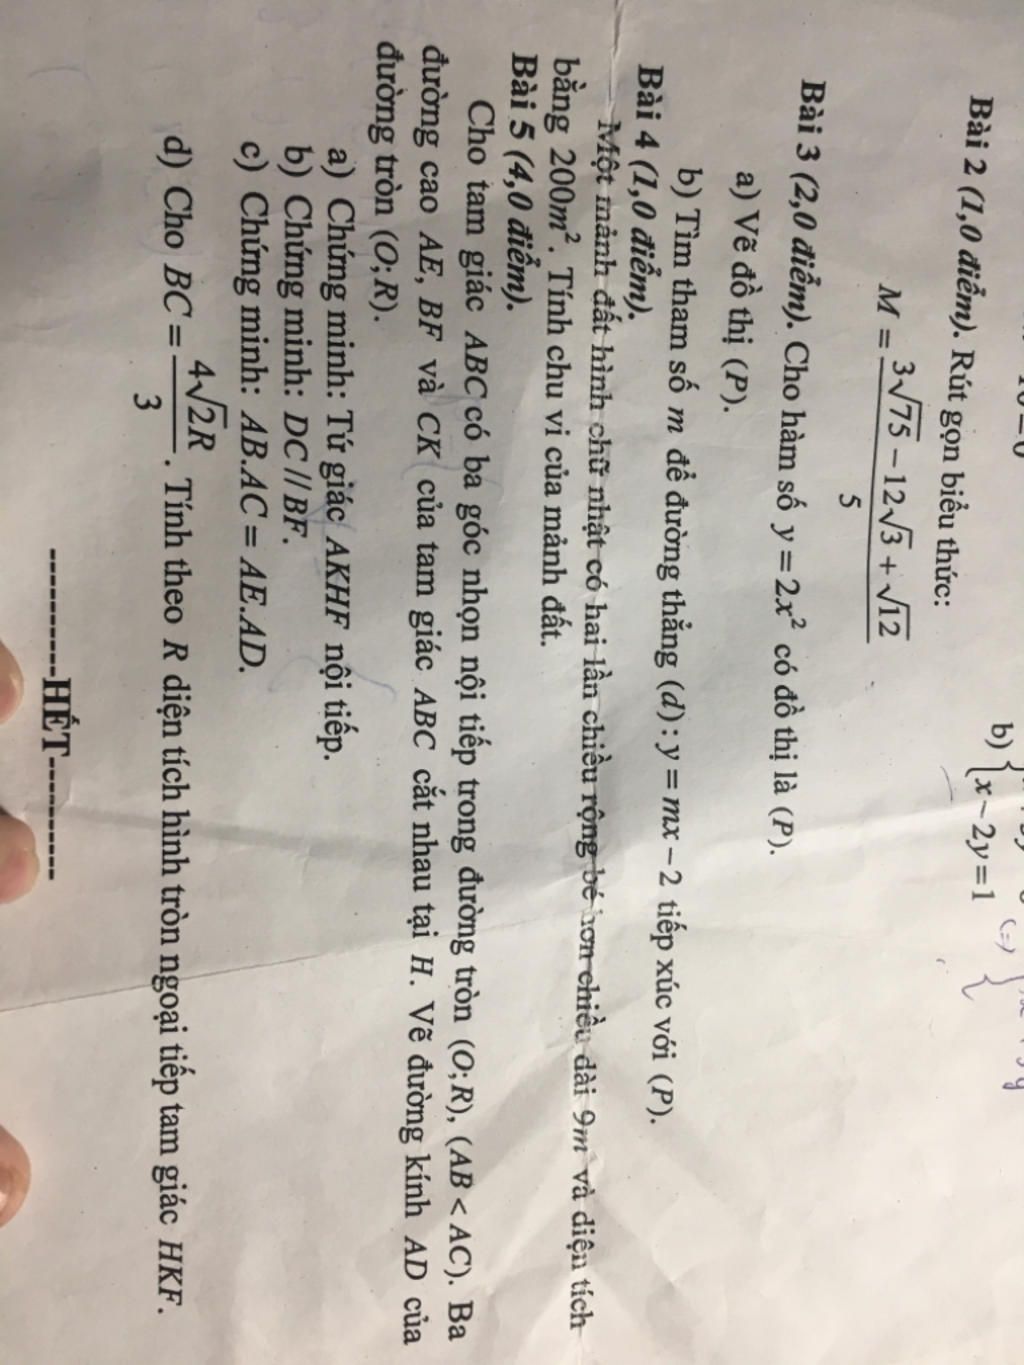 b) { x − 2y = 1
Bài 2 (1,0 điểm). Rút gọn biểu thức:
M = (3√75 − 12√3 + √12) / 5
Bài 3 (2,0 điểm). Cho hàm số y = 2x² có đồ thị là (P).
a) Vẽ đồ thị (P).
b) Tìm tham số m để đường thẳng (d): y = mx − 2 tiếp xúc với (P).
Bài 4 (1,0 điểm).
Một mảnh đất hình chữ nhật có hai lần chiều rộng bé hơn chiều dài 9m và diện tích
bằng 200m². Tính chu vi của mảnh đất.
Bài 5 (4,0 điểm).
Cho tam giác ABC có ba góc nhọn nội tiếp trong đường tròn (O; R), (AB < AC). Ba
đường cao AE, BF và CK của tam giác ABC cắt nhau tại H. Vẽ đường kính AD của
đường tròn (O; R).
a) Chứng minh: Tứ giác AKHF nội tiếp.
b) Chứng minh: DC // BF.
c) Chứng minh: AB.AC = AE.AD.
d) Cho BC = 4√2R / 3. Tính theo R diện tích hình tròn ngoại tiếp tam giác HKF.
---------HẾT---------